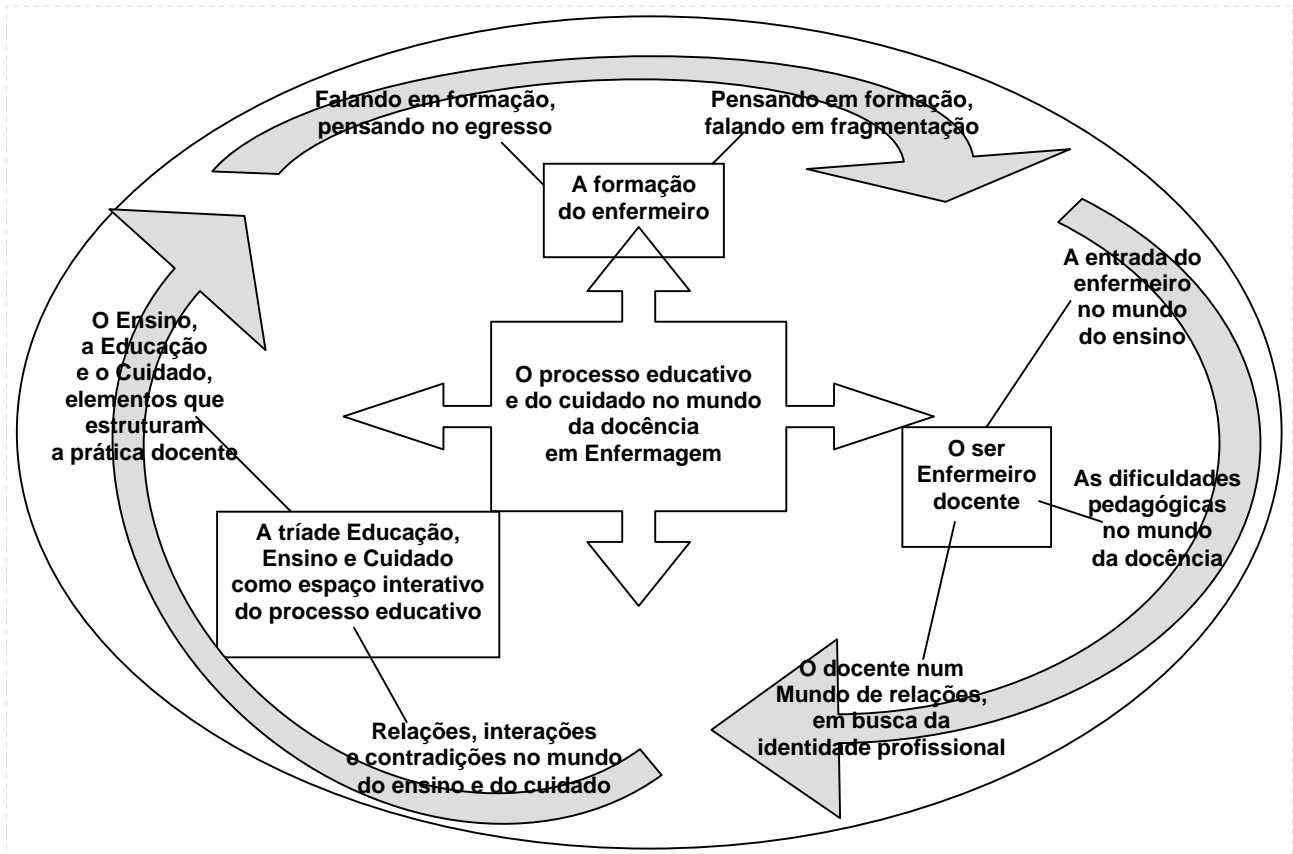 Falando em formação,
pensando no egresso
Pensando em formação,
falando em fragmentação
A formação
do enfermeiro
A entrada do
enfermeiro
no mundo
do ensino
O Ensino,
a Educação
e o Cuidado,
elementos que
estruturam
a prática docente
O processo educativo
e do cuidado no mundo
da docência
em Enfermagem
O ser
Enfermeiro
docente
As dificuldades
pedagógicas
no mundo
da docência
A tríade Educação,
Ensino e Cuidado
como espaço interativo
do processo educativo
O docente num
Mundo de relações,
em busca da
identidade profissional
Relações, interações
e contradições no mundo
do ensino e do cuidado